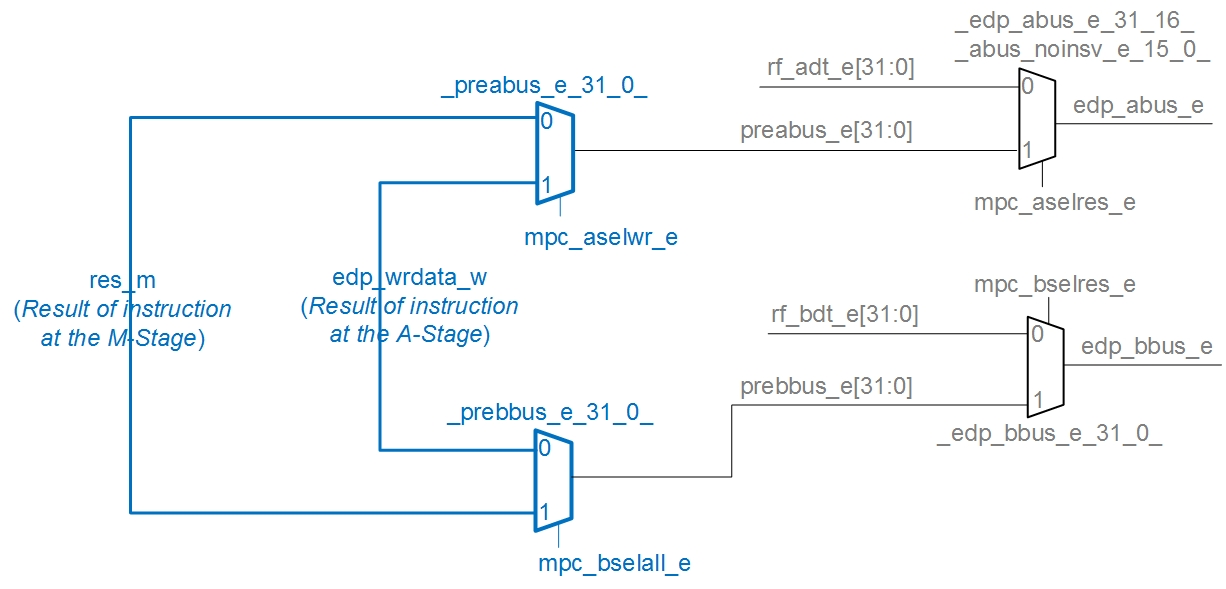 _edp_abus_e_31_16_
_abus_noinsv_e_15_0_
rf_adt_e[31:0]
0
_preabus_e_31_0_
edp_abus_e
0
preabus_e[31:0]
1
1
mpc_aselres_e
mpc_aselwr_e
res_m
(Result of instruction
at the M-Stage)
edp_wrdata_w
(Result of instruction
at the A-Stage)
mpc_bselres_e
rf_bdt_e[31:0]
0
edp_bbus_e
prebbus_e[31:0]
1
_prebbus_e_31_0_
_edp_bbus_e_31_0_
0
1
mpc_bselall_e